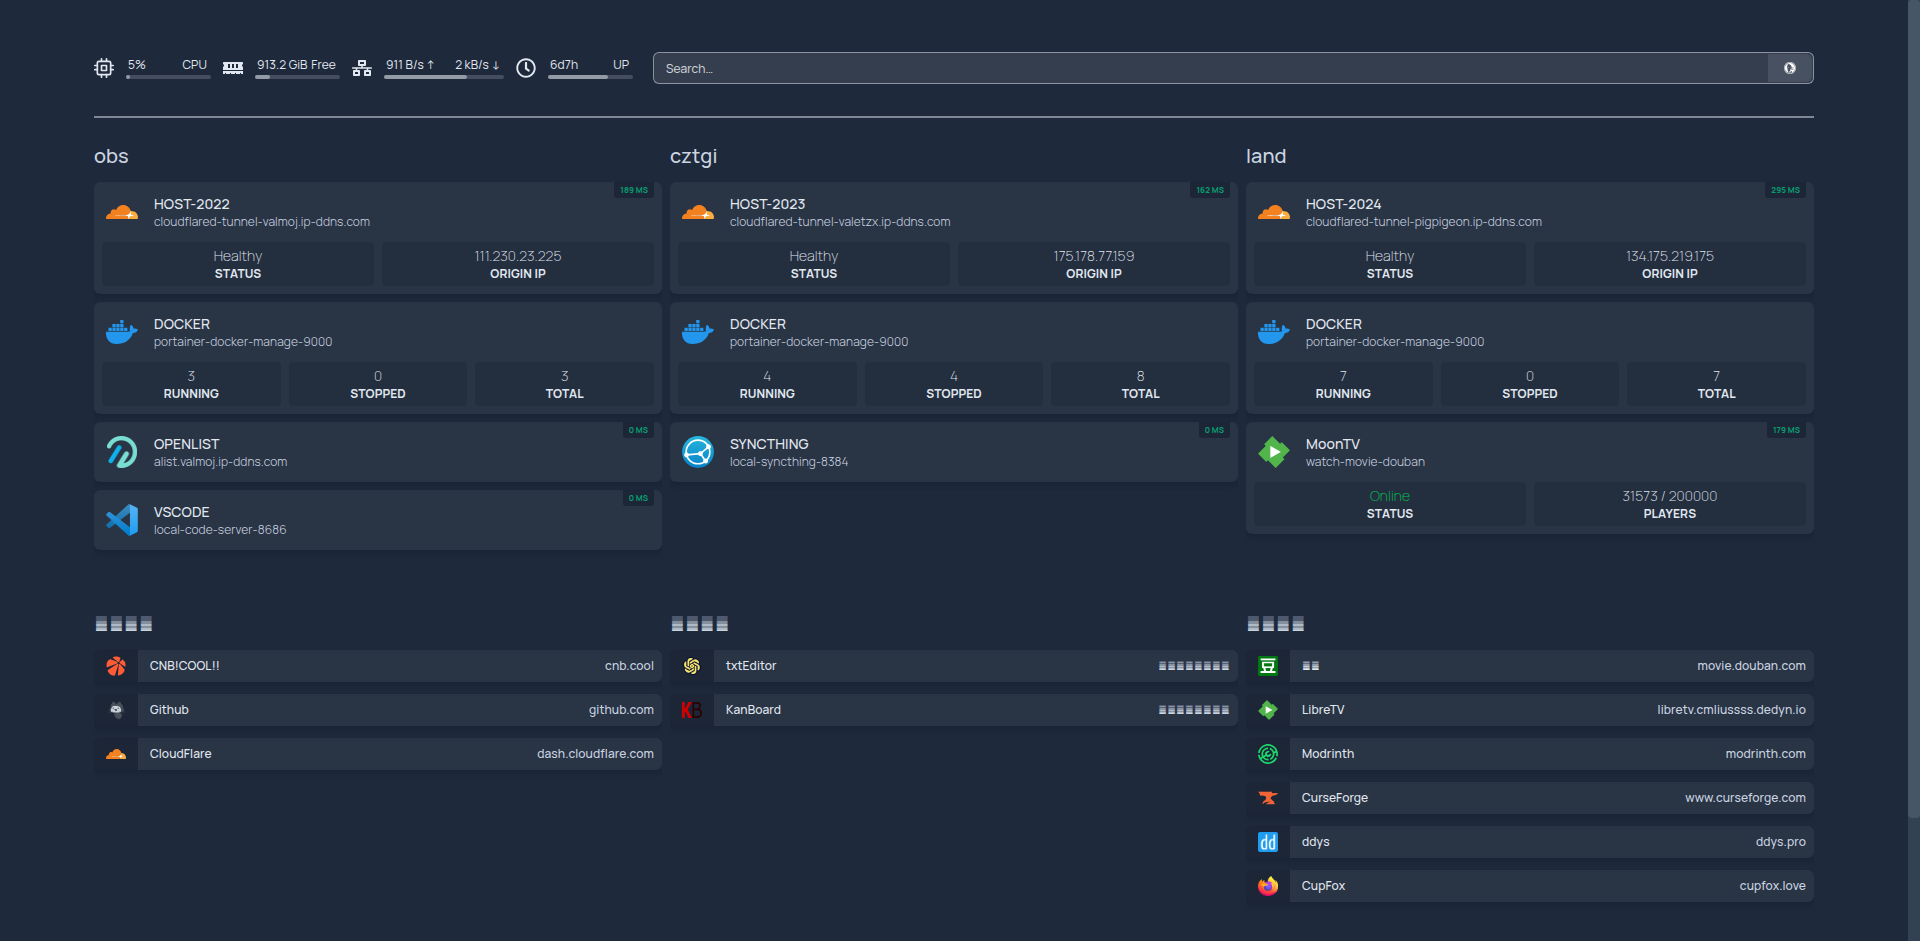 5% CPU
913.2 GiB Free
911 B/s ↑ 2 kB/s ↓
6d7h UP
Search...
obs
189 MS
HOST-2022
cloudflared-tunnel-valmoj.ip-ddns.com
Healthy
STATUS
111.230.23.225
ORIGIN IP
DOCKER
portainer-docker-manage-9000
3
RUNNING
0
STOPPED
3
TOTAL
0 MS
OPENLIST
alist.valmoj.ip-ddns.com
0 MS
VSCODE
local-code-server-8686
cztgi
162 MS
HOST-2023
cloudflared-tunnel-valetzx.ip-ddns.com
Healthy
STATUS
175.178.77.159
ORIGIN IP
DOCKER
portainer-docker-manage-9000
4
RUNNING
4
STOPPED
8
TOTAL
0 MS
SYNCTHING
local-syncthing-8384
land
295 MS
HOST-2024
cloudflared-tunnel-pigpigeon.ip-ddns.com
Healthy
STATUS
134.175.219.175
ORIGIN IP
DOCKER
portainer-docker-manage-9000
7
RUNNING
0
STOPPED
7
TOTAL
179 MS
MoonTV
watch-movie-douban
Online
STATUS
31573 / 200000
PLAYERS
CNB!COOL!! cnb.cool
Github github.com
CloudFlare dash.cloudflare.com
txtEditor
KB KanBoard
豆 movie.douban.com
LibreTV libretv.cmliussss.dedyn.io
Modrinth modrinth.com
CurseForge www.curseforge.com
dd ddys ddys.pro
CupFox cupfox.love